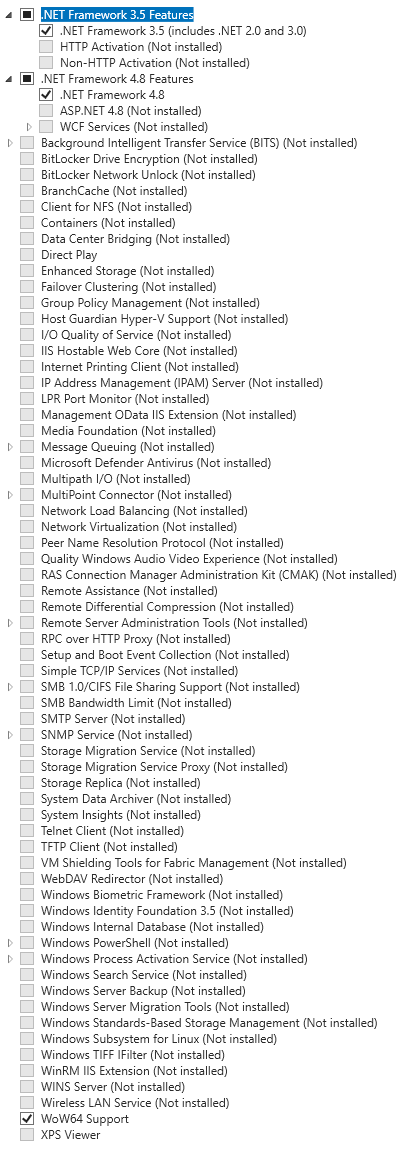 .NET Framework 3.5 Features
.NET Framework 3.5 (includes .NET 2.0 and 3.0)
HTTP Activation (Not installed)
Non-HTTP Activation (Not installed)
.NET Framework 4.8 Features
.NET Framework 4.8
ASP.NET 4.8 (Not installed)
WCF Services (Not installed)
Background Intelligent Transfer Service (BITS) (Not installed)
BitLocker Drive Encryption (Not installed)
BitLocker Network Unlock (Not installed)
BranchCache (Not installed)
Client for NFS (Not installed)
Containers (Not installed)
Data Center Bridging (Not installed)
Direct Play
Enhanced Storage (Not installed)
Failover Clustering (Not installed)
Group Policy Management (Not installed)
Host Guardian Hyper-V Support (Not installed)
I/O Quality of Service (Not installed)
IIS Hostable Web Core (Not installed)
Internet Printing Client (Not installed)
IP Address Management (IPAM) Server (Not installed)
LPR Port Monitor (Not installed)
Management OData IIS Extension (Not installed)
Media Foundation (Not installed)
Message Queuing (Not installed)
Microsoft Defender Antivirus (Not installed)
Multipath I/O (Not installed)
MultiPoint Connector (Not installed)
Network Load Balancing (Not installed)
Network Virtualization (Not installed)
Peer Name Resolution Protocol (Not installed)
Quality Windows Audio Video Experience (Not installed)
RAS Connection Manager Administration Kit (CMAK) (Not installed)
Remote Assistance (Not installed)
Remote Differential Compression (Not installed)
Remote Server Administration Tools (Not installed)
RPC over HTTP Proxy (Not installed)
Setup and Boot Event Collection (Not installed)
Simple TCP/IP Services (Not installed)
SMB 1.0/CIFS File Sharing Support (Not installed)
SMB Bandwidth Limit (Not installed)
SMTP Server (Not installed)
SNMP Service (Not installed)
Storage Migration Service (Not installed)
Storage Migration Service Proxy (Not installed)
Storage Replica (Not installed)
System Data Archiver (Not installed)
System Insights (Not installed)
Telnet Client (Not installed)
TFTP Client (Not installed)
VM Shielding Tools for Fabric Management (Not installed)
WebDAV Redirector (Not installed)
Windows Biometric Framework (Not installed)
Windows Identity Foundation 3.5 (Not installed)
Windows Internal Database (Not installed)
Windows PowerShell (Not installed)
Windows Process Activation Service (Not installed)
Windows Search Service (Not installed)
Windows Server Backup (Not installed)
Windows Server Migration Tools (Not installed)
Windows Standards-Based Storage Management (Not installed)
Windows Subsystem for Linux (Not installed)
Windows TIFF IFilter (Not installed)
WinRM IIS Extension (Not installed)
WINS Server (Not installed)
Wireless LAN Service (Not installed)
WoW64 Support
XPS Viewer